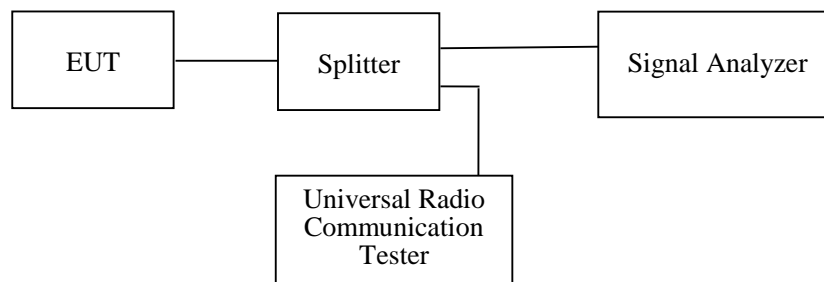 EUT
Splitter
Signal Analyzer
Universal Radio
Communication
Tester